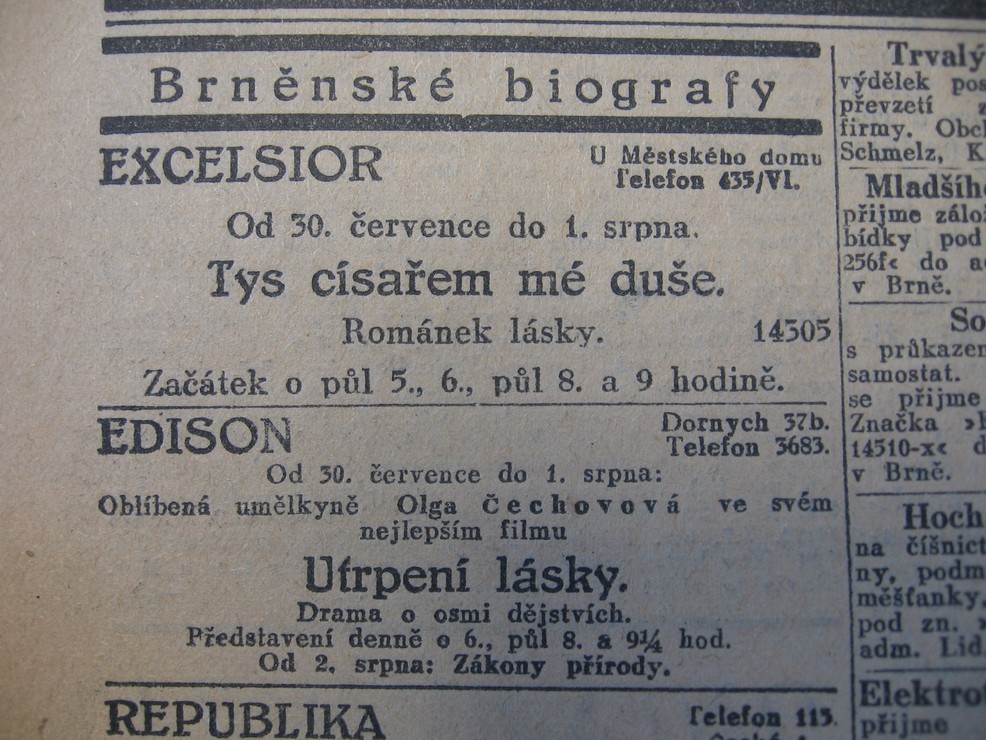 Brněnské biografy
EXCELSIOR
U Městského domu
Telefon 435/VI.
Od 30. července do 1. srpna.
Tys císařem mé duše.
Románek lásky. 14305
Začátek o půl 5., 6., půl 8. a 9 hodině.
EDISON
Dornych 37b.
Telefon 3683.
Od 30. července do 1. srpna:
Oblíbená umělkyně Olga Čechovová ve svém
nejlepším filmu
Utrpení lásky.
Drama o osmi dějstvích.
Představení denně o 6., půl 8. a 9¼ hod.
Od 2. srpna: Zákony přírody.
REPUBLIKA
Telefon 115.
Trvalý
výdělek pos
převzetí z
firmy. Obc
Schmelz, K
Mladšíh
přijme zálo
bídky pod
256f« do a
v Brně.
So
s průkazem
samostat.
se přijme
Značka »
14510-x« d
v Brně.
Hoch
na číšnict
ny, podm
měšťanky.
pod zn. »
adm. Lid
Elektro
přijme